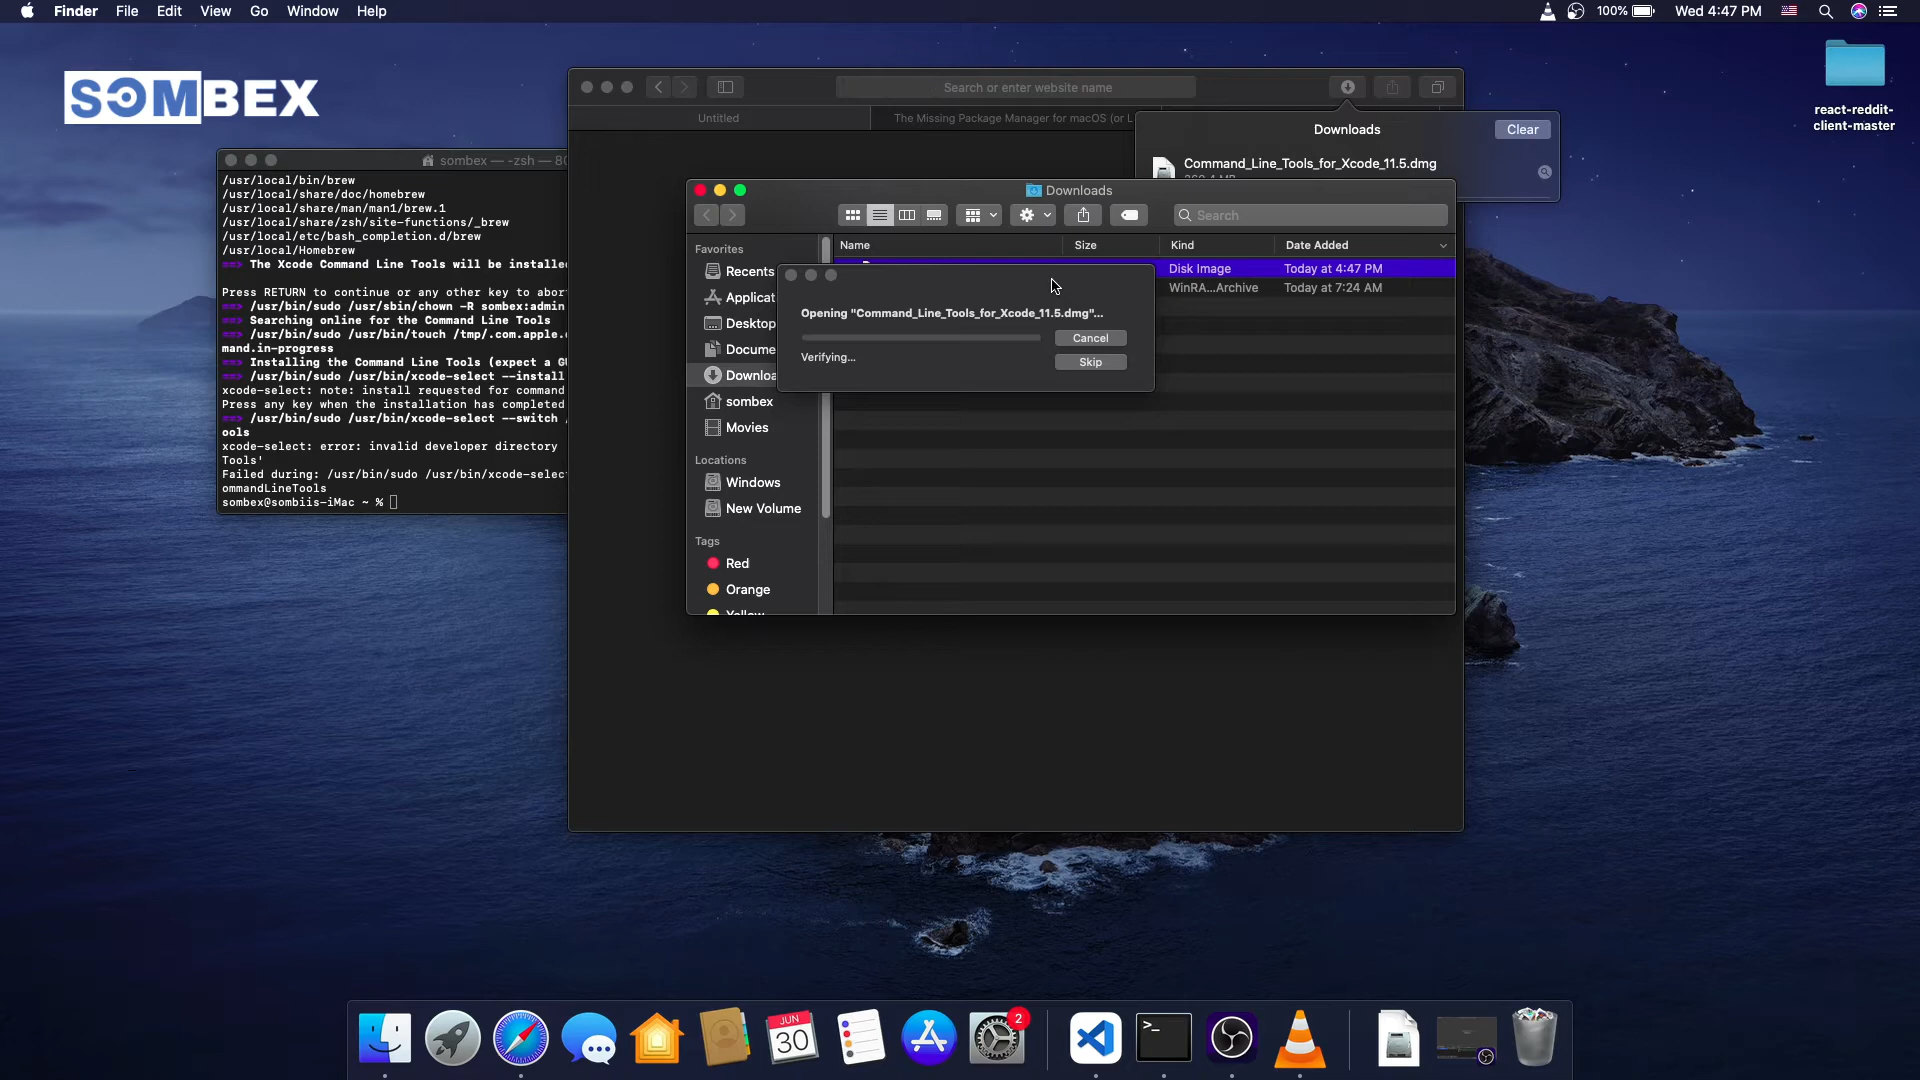 Finder File Edit View Go Window Help
100% Wed 4:47 PM
SOMBEX
react-reddit-
client-master
Search or enter website name
Untitled
The Missing Package Manager for macOS (or L
Downloads
Clear
Command_Line_Tools_for_Xcode_11.5.dmg
sombex — -zsh — 80
/usr/local/bin/brew
/usr/local/share/doc/homebrew
/usr/local/share/man/man1/brew.1
/usr/local/share/zsh/site-functions/_brew
/usr/local/etc/bash_completion.d/brew
/usr/local/Homebrew
==> The Xcode Command Line Tools will be installe
Press RETURN to continue or any other key to abor
==> /usr/bin/sudo /usr/sbin/chown -R sombex:admin
==> Searching online for the Command Line Tools
==> /usr/bin/sudo /usr/bin/touch /tmp/.com.apple.
mand.in-progress
==> Installing the Command Line Tools (expect a GU
==> /usr/bin/sudo /usr/bin/xcode-select --install
xcode-select: note: install requested for command
Press any key when the installation has completed
==> /usr/bin/sudo /usr/bin/xcode-select --switch /
ools
xcode-select: error: invalid developer directory
Tools'
Failed during: /usr/bin/sudo /usr/bin/xcode-select
ommandLineTools
sombex@sombiis-iMac ~ %
Downloads
Search
Favorites
Recents
Applicat
Desktop
Docume
Downloa
sombex
Movies
Locations
Windows
New Volume
Tags
Red
Orange
Yellow
Name Size Kind Date Added
Disk Image Today at 4:47 PM
WinRA...Archive Today at 7:24 AM
Opening "Command_Line_Tools_for_Xcode_11.5.dmg"...
Cancel
Verifying...
Skip
JUN
30
2
>_